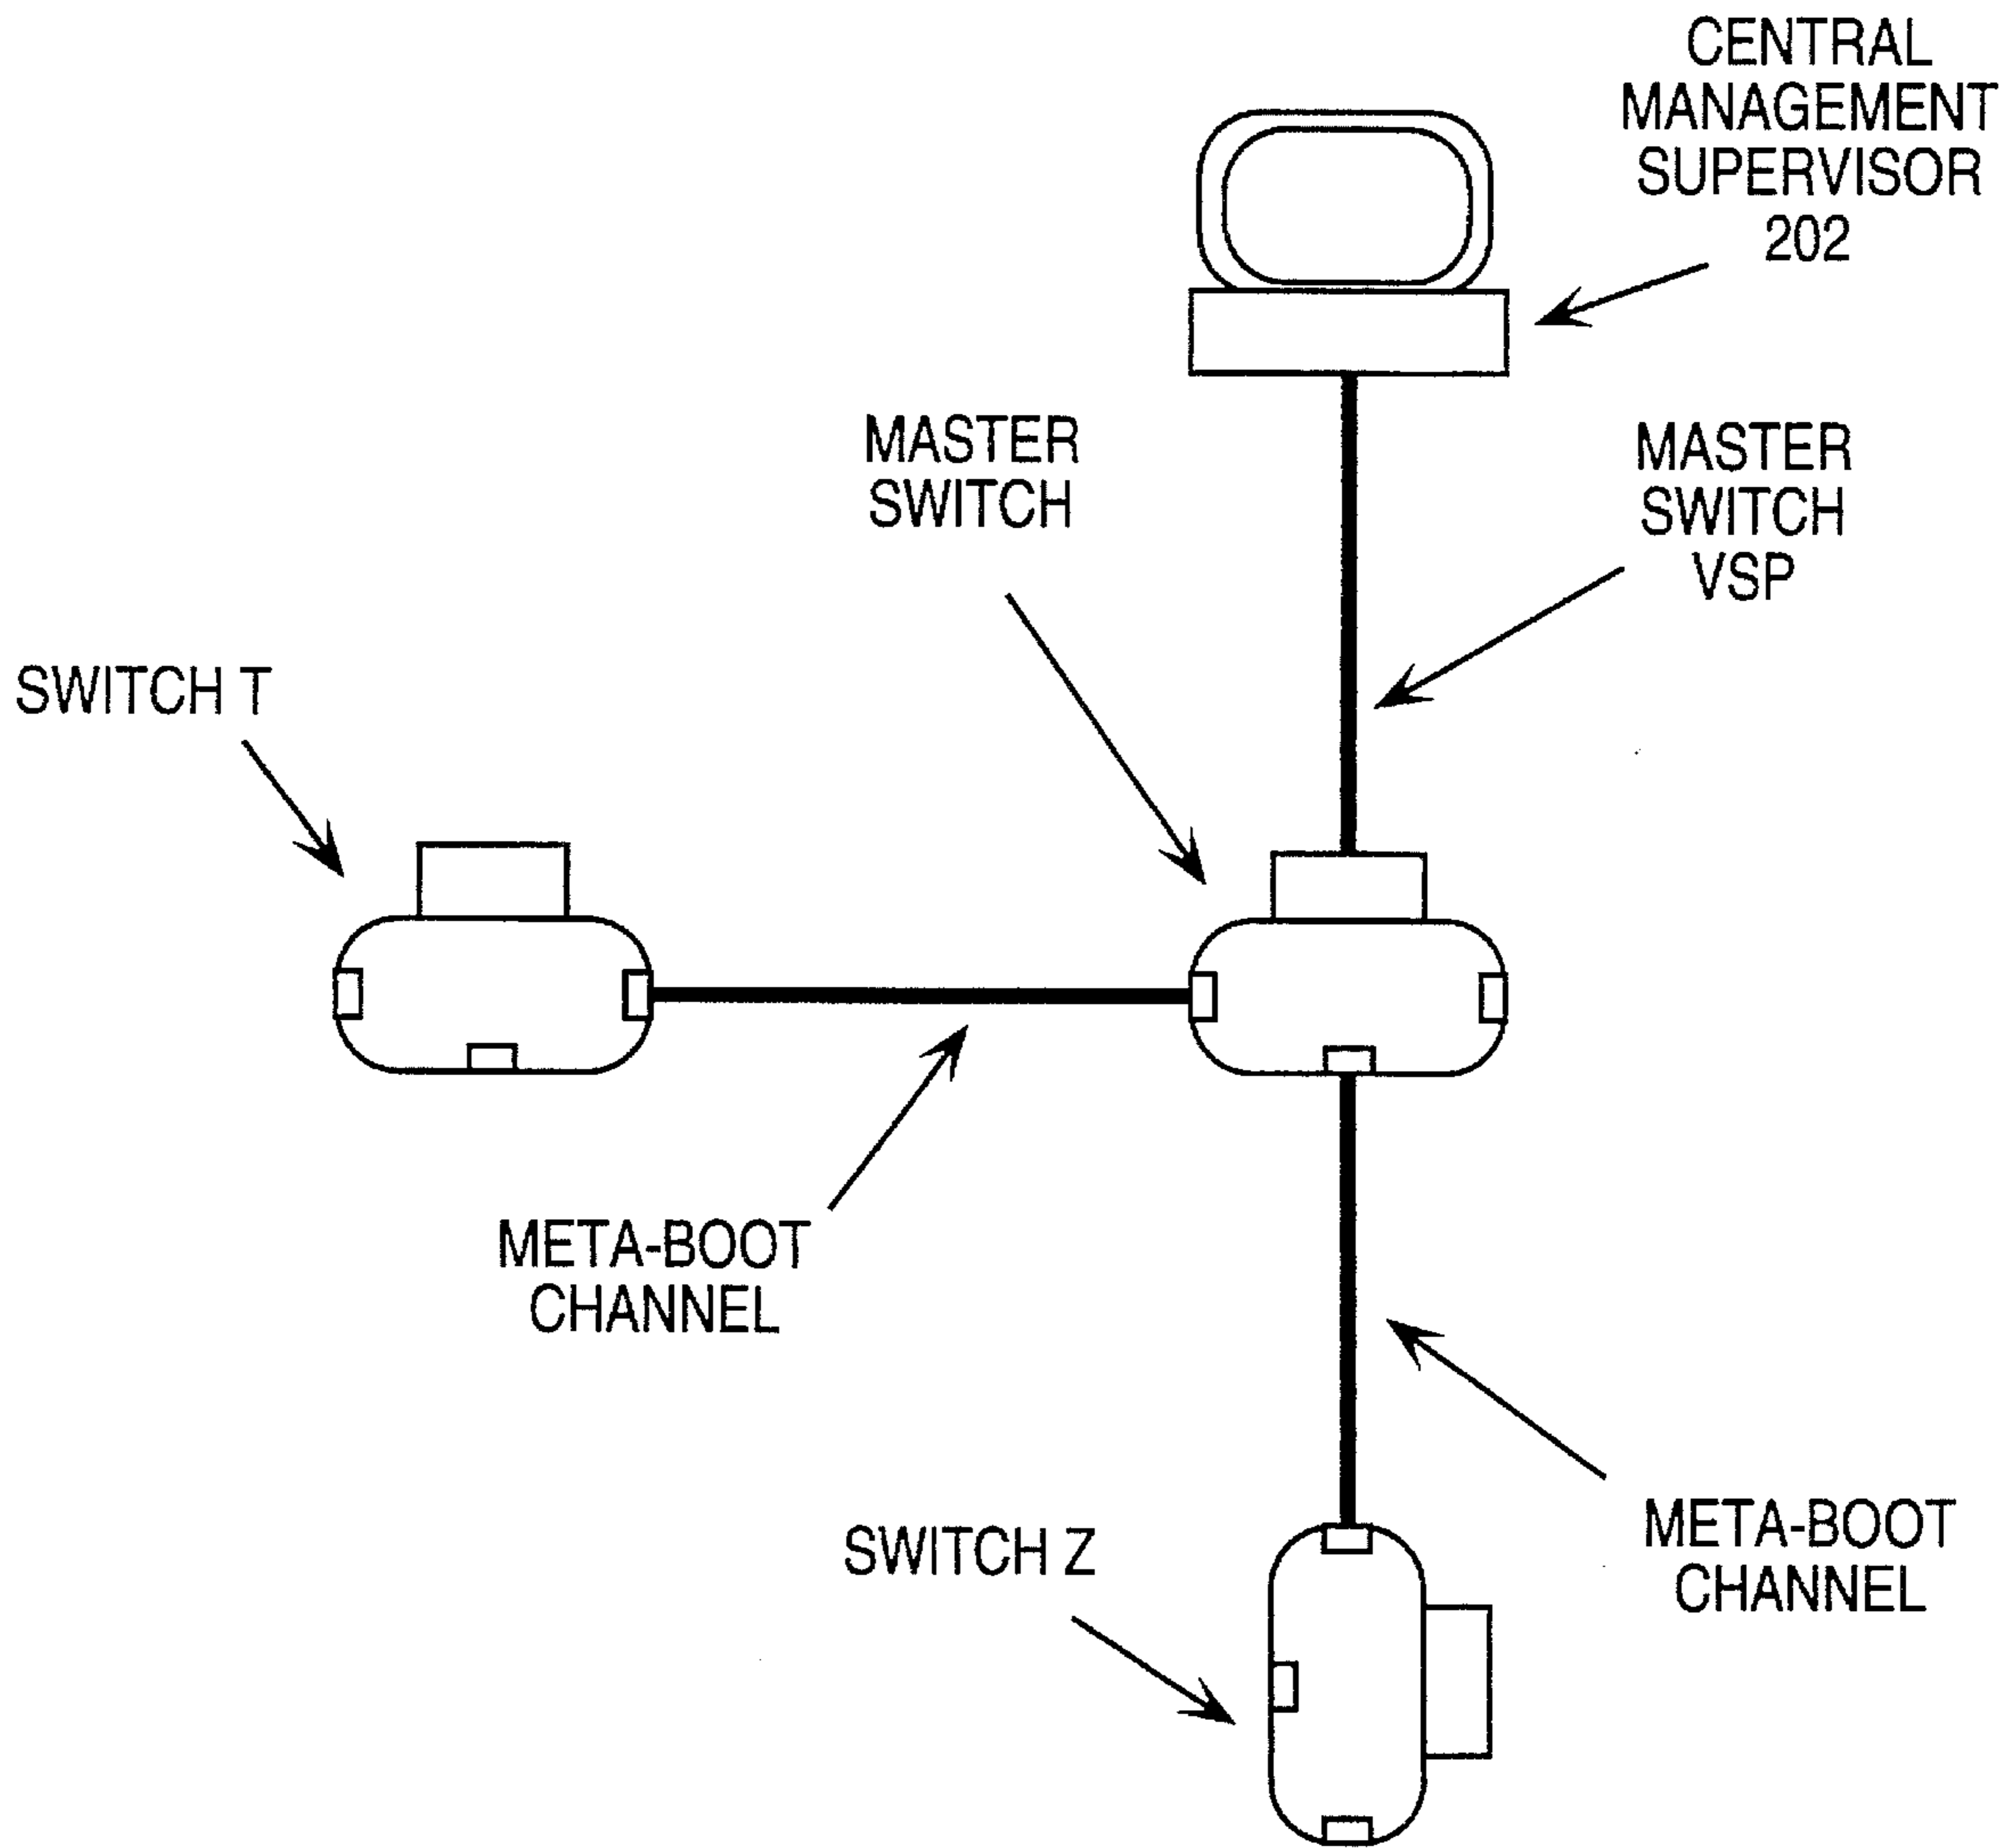 CENTRAL
MANAGEMENT
SUPERVISOR
202
MASTER
SWITCH
MASTER
SWITCH
VSP
SWITCH T
META-BOOT
CHANNEL
META-BOOT
CHANNEL
SWITCH Z